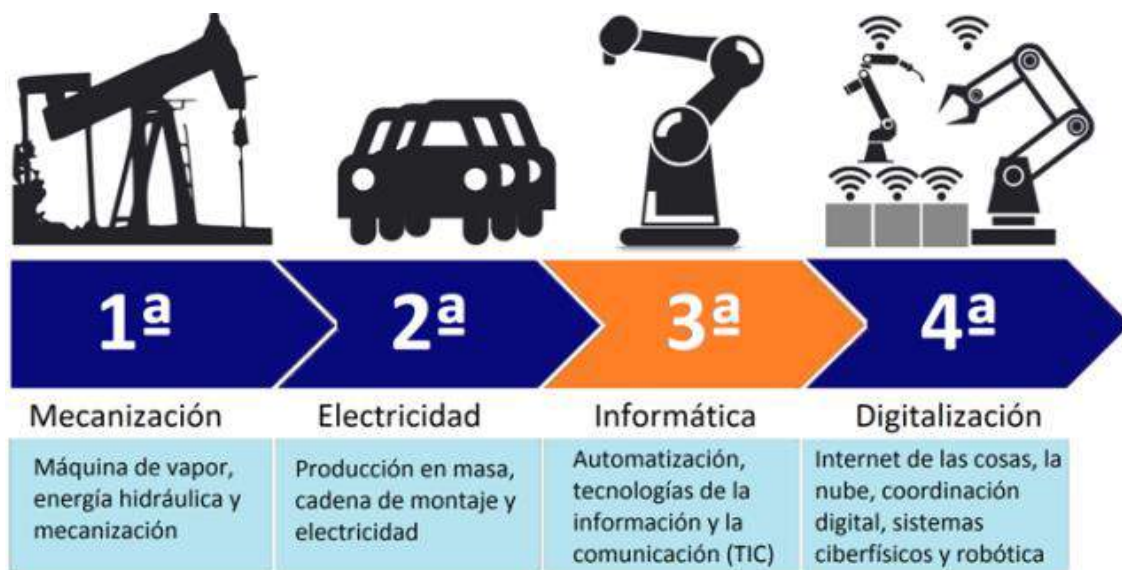 1ª
2ª
3ª
4ª
Mecanización
Electricidad
Informática
Digitalización
Máquina de vapor,
energía hidráulica y
mecanización
Producción en masa,
cadena de montaje y
electricidad
Automatización,
tecnologías de la
información y la
comunicación (TIC)
Internet de las cosas, la
nube, coordinación
digital, sistemas
ciberfísicos y robótica